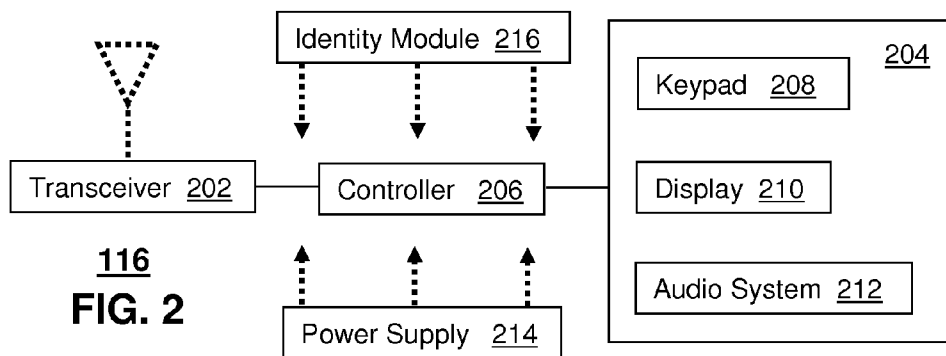 Identity Module 216
204
Keypad 208
Transceiver 202
Controller 206
Display 210
116
FIG. 2
Audio System 212
Power Supply 214